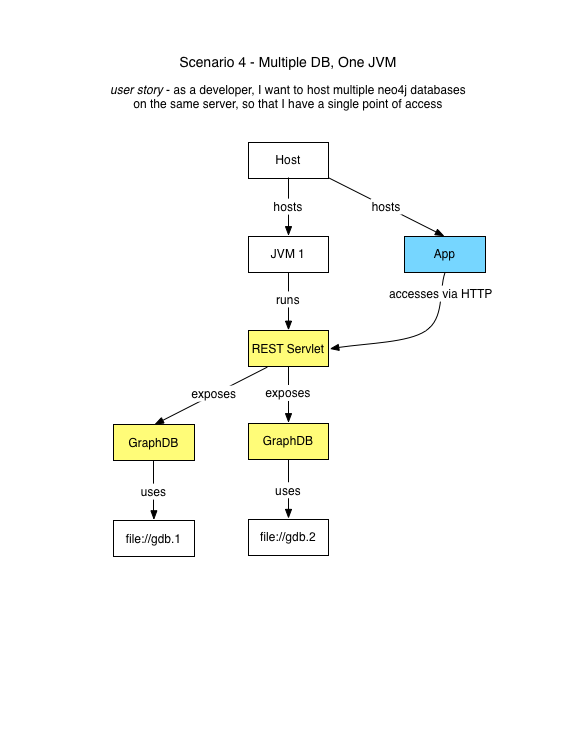 Scenario 4 - Multiple DB, One JVM
user story - as a developer, I want to host multiple neo4j databases
on the same server, so that I have a single point of access
Host
hosts
hosts
JVM 1
App
runs
accesses via HTTP
REST Servlet
exposes
exposes
GraphDB
GraphDB
uses
uses
file://gdb.1
file://gdb.2